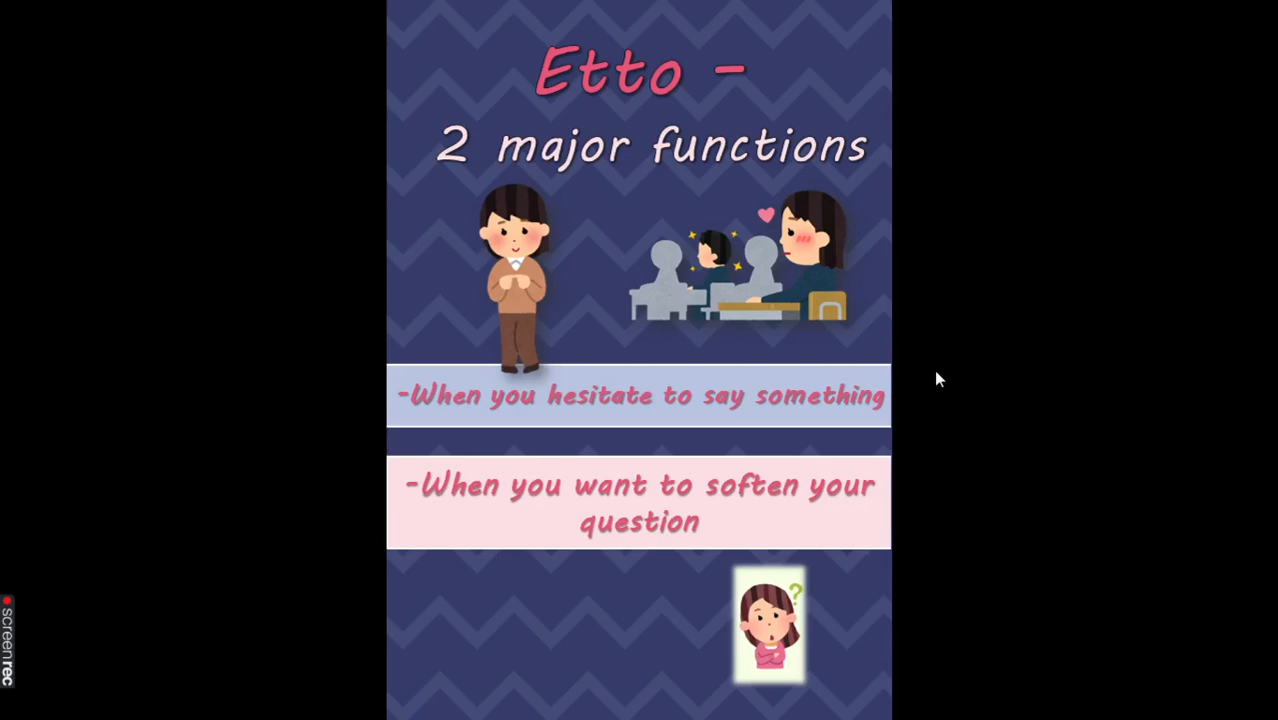 Etto -
2 major functions
-When you hesitate to say something
-When you want to soften your
question
?
screenrec